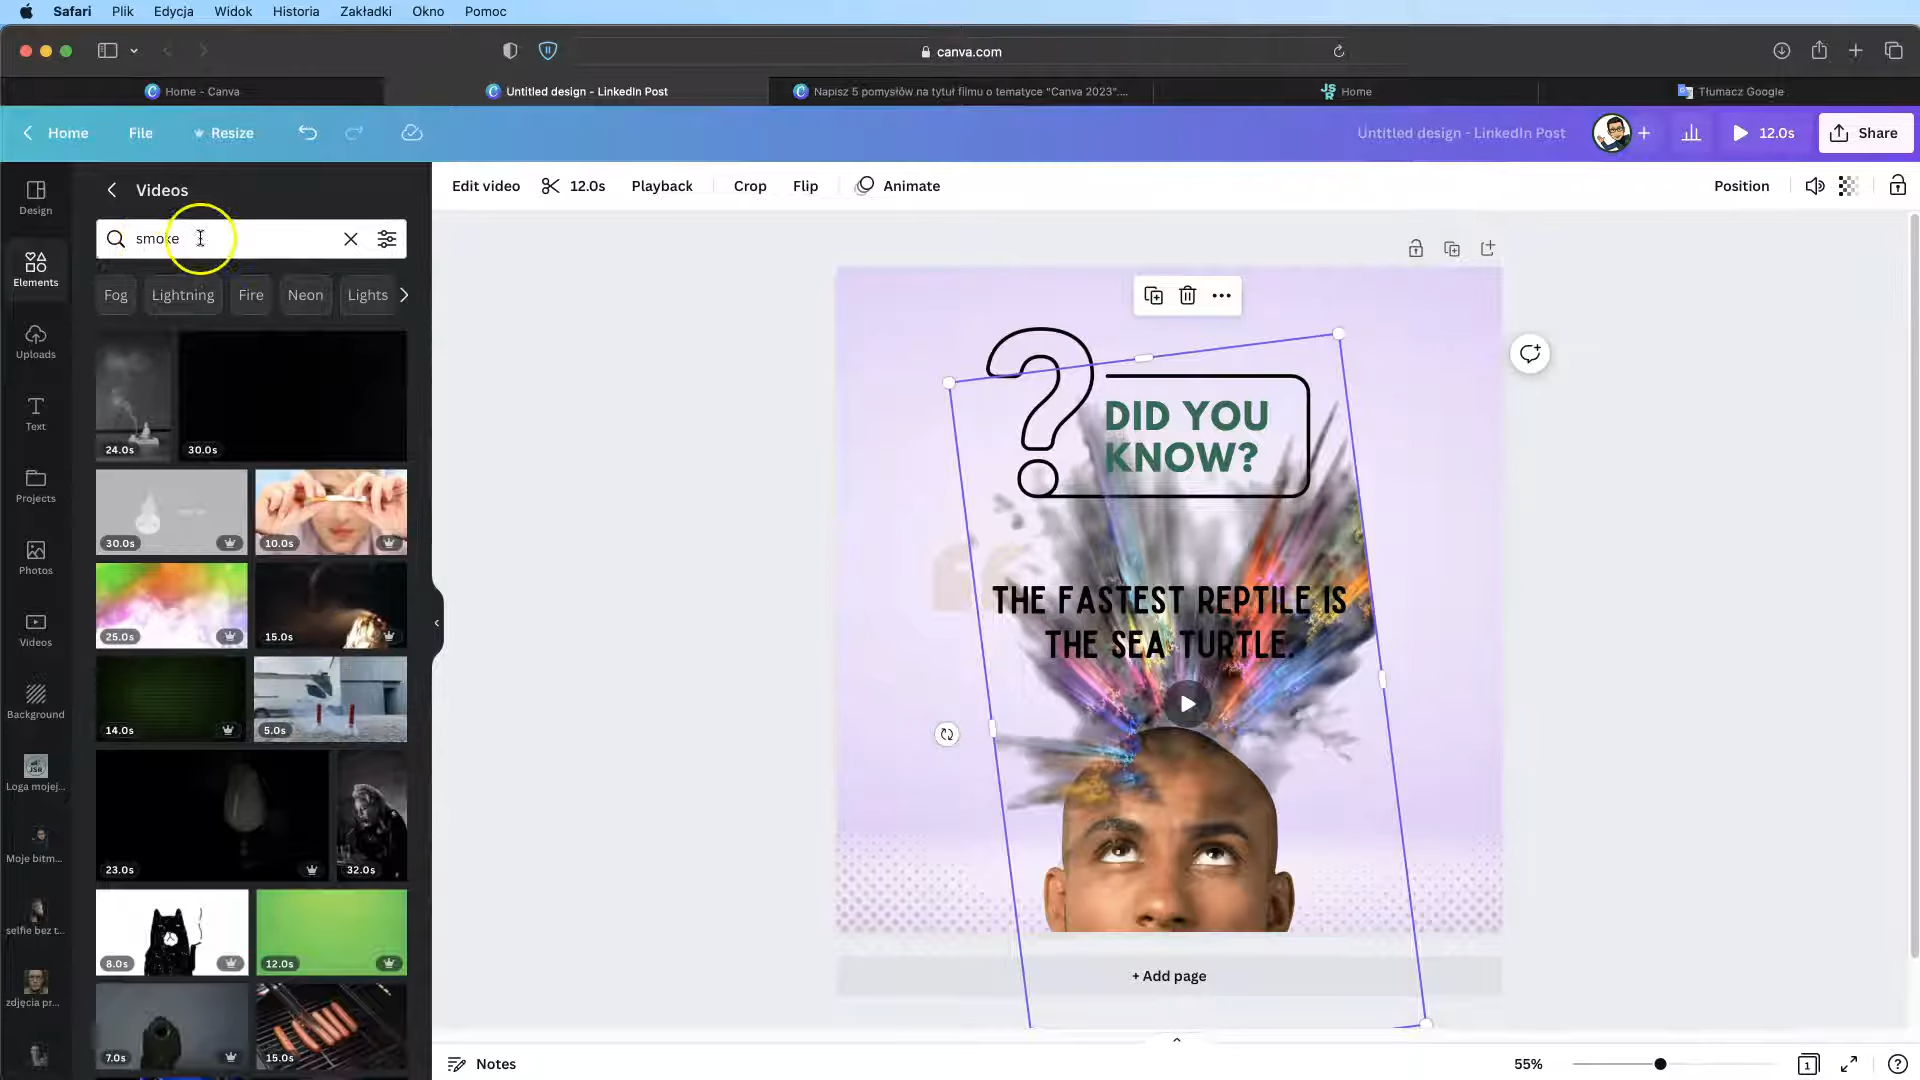 Safari Plik Edycja Widok Historia Zakładki Okno Pomoc
canva.com
Home - Canva
Untitled design - LinkedIn Post
Napisz 5 pomysłów na tytuł filmu o tematyce "Canva 2023"....
Home
Tłumacz Google
Home File Resize
Untitled design - LinkedIn Post
12.0s
Share
Design
Elements
Uploads
Text
Projects
Photos
Videos
Background
JSR
Loga mojej...
Moje bitm...
selfie bez t...
zdjęcia pr...
Videos
smoke
Fog Lightning Fire Neon Lights
24.0s 30.0s
30.0s 10.0s
25.0s 15.0s
14.0s 5.0s
23.0s 32.0s
8.0s 12.0s
7.0s 15.0s
Edit video 12.0s Playback Crop Flip Animate
Position
DID YOU
KNOW?
THE FASTEST REPTILE IS
THE SEA TURTLE.
+ Add page
Notes
55%
1